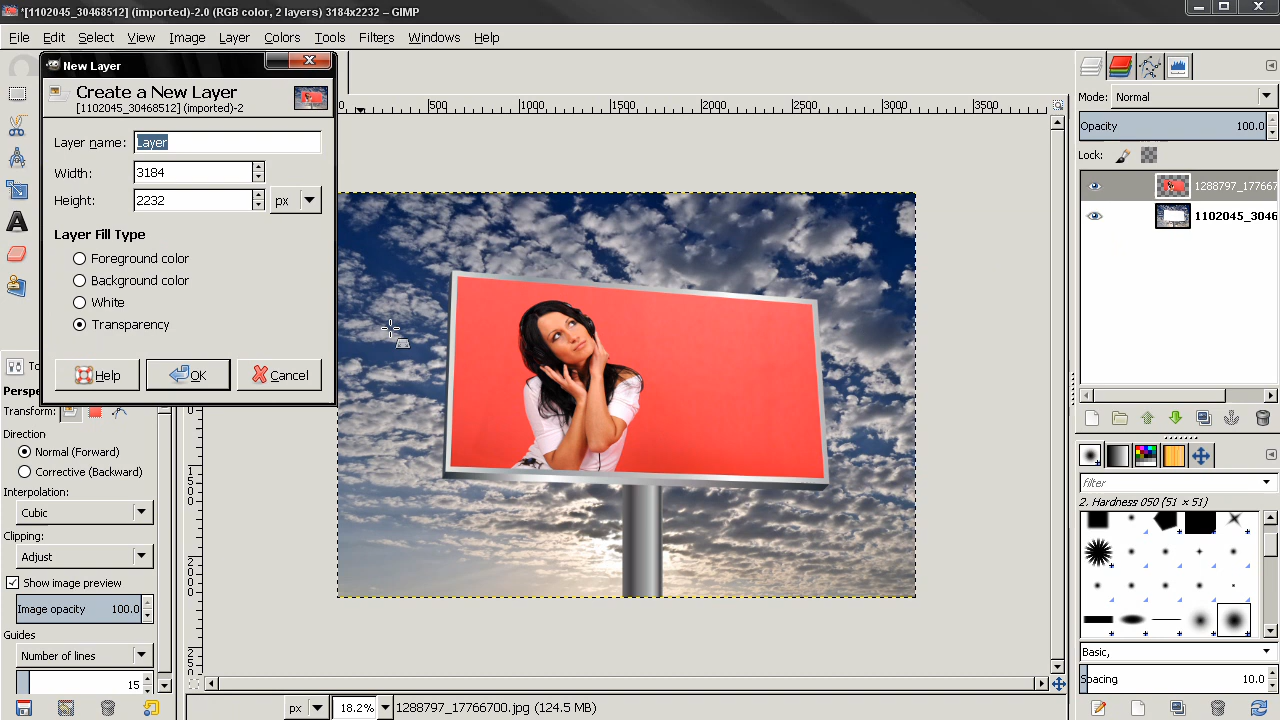 *[1102045_30468512] (imported)-2.0 (RGB color, 2 layers) 3184x2232 – GIMP
File Edit Select View Image Layer Colors Tools Filters Windows Help
New Layer
Create a New Layer
[1102045_30468512] (imported)-2
Layer name: Layer
Width: 3184
Height: 2232 px
Layer Fill Type
Foreground color
Background color
White
Transparency
Help OK Cancel
Transform:
Direction
Normal (Forward)
Corrective (Backward)
Interpolation:
Cubic
Clipping:
Adjust
Show image preview
Image opacity 100.0
Guides
Number of lines
15
0 500 1000 1500 2000 2500 3000 3500
0
1500
2000
px 18.2% 1288797_17766700.jpg (124.5 MB)
Mode: Normal
Opacity 100.0
Lock:
1288797_17766
1102045_3046
filter
2. Hardness 050 (51 × 51)
Basic,
Spacing 10.0